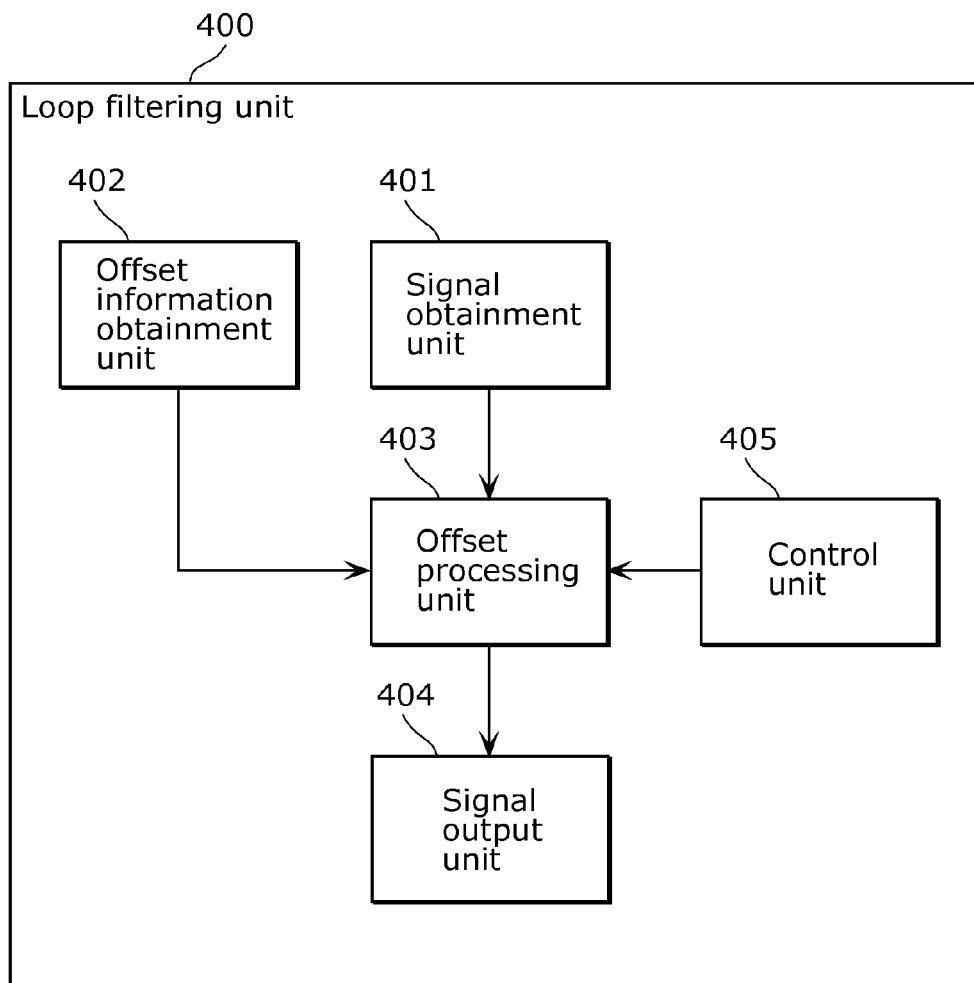 400
Loop filtering unit
402
401
Offset
information
obtainment
unit
Signal
obtainment
unit
403
405
Offset
processing
unit
Control
unit
404
Signal
output
unit